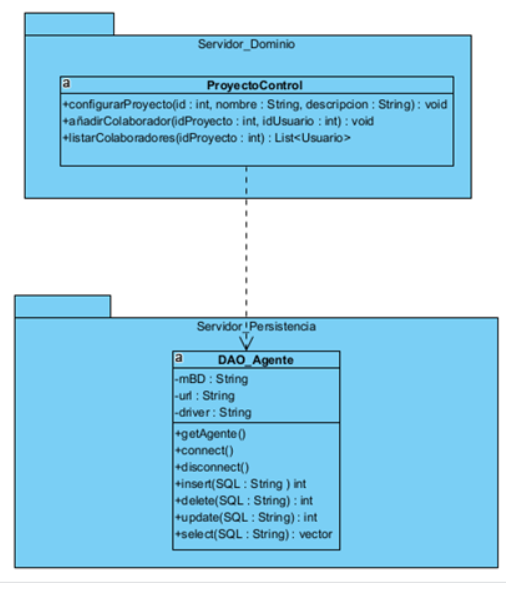 Servidor_Dominio
a
ProyectoControl
+configurarProyecto(id : int, nombre : String, descripcion : String) : void
+añadirColaborador(idProyecto : int, idUsuario : int) : void
+listarColaboradores(idProyecto : int) : List<Usuario>
Servidor_Persistencia
a
DAO_Agente
-mBD : String
-url : String
-driver : String
+getAgente()
+connect()
+disconnect()
+insert(SQL : String ) int
+delete(SQL : String) : int
+update(SQL : String) : int
+select(SQL : String) : vector